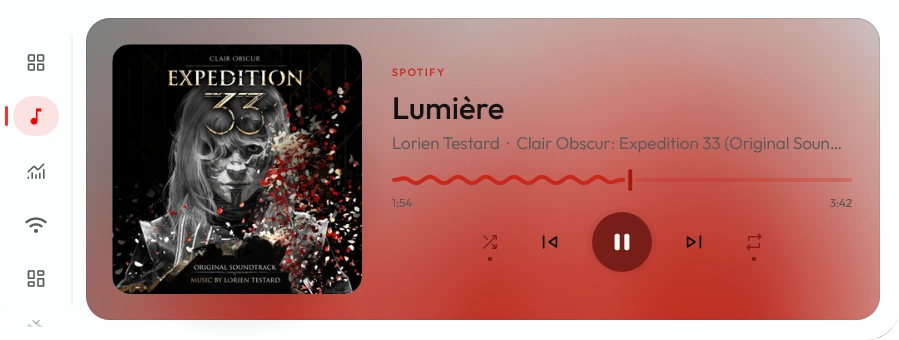 CLAIR OBSCUR
EXPEDITION
33
ORIGINAL SOUNDTRACK
MUSIC BY LORIEN TESTARD
SPOTIFY
Lumière
Lorien Testard · Clair Obscur: Expedition 33 (Original Soun...
1:54
3:42